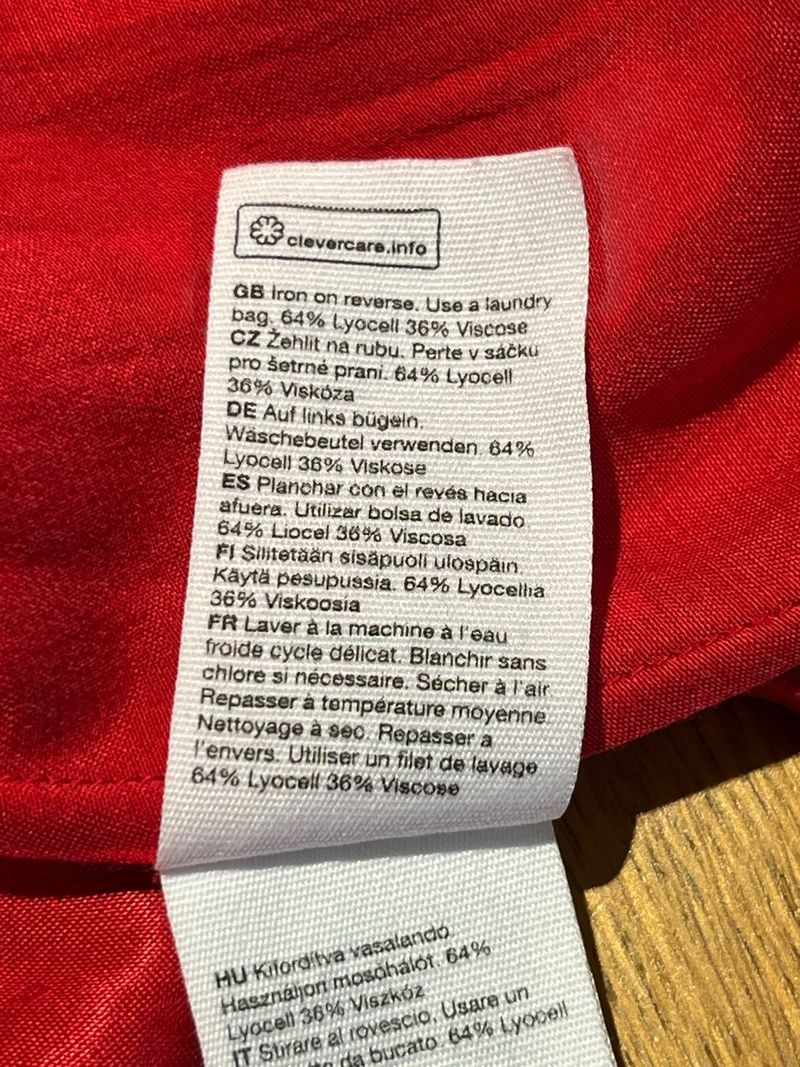 clevercare.info
GB Iron on reverse. Use a laundry
bag. 64% Lyocell 36% Viscose
CZ Žehlit na rubu. Perte v sáčku
pro šetrné praní. 64% Lyocell
36% Viskóza
DE Auf links bügeln.
Wäschebeutel verwenden. 64%
Lyocell 36% Viskose
ES Planchar con el revés hacia
afuera. Utilizar bolsa de lavado
64% Liocel 36% Viscosa
FI Silitetään sisäpuoli ulospäin.
Käytä pesupussia. 64% Lyocellia
36% Viskoosia
FR Laver à la machine à l'eau
froide cycle délicat. Blanchir sans
chlore si nécessaire. Sécher à l'air
Repasser à température moyenne.
Nettoyage à sec. Repasser a
l'envers. Utiliser un filet de lavage
64% Lyocell 36% Viscose
HU Kifordítva vasalandó
Használjon mosóhálót. 64%
Lyocell 36% Viszkóz
IT Stirare al rovescio, Usare un
da bucato. 64% Lyocell